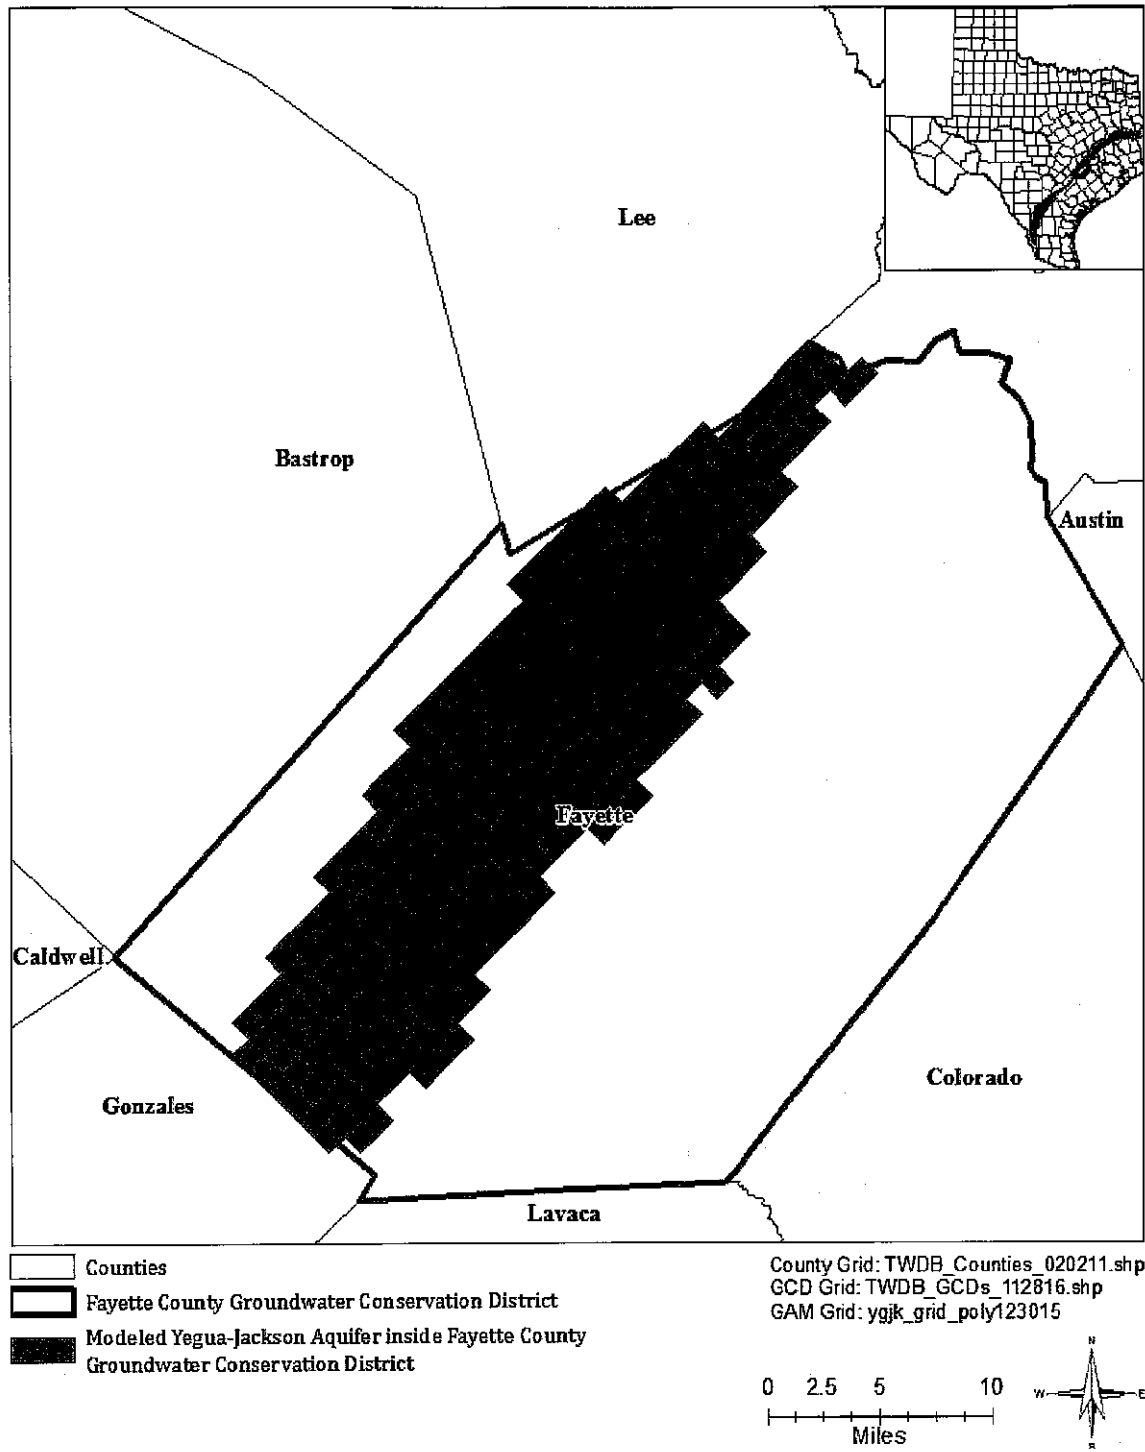 Lee
Bastrop
Austin
Fayette
Caldwell
Gonzales
Colorado
Lavaca
Counties
Fayette County Groundwater Conservation District
Modeled Yegua-Jackson Aquifer inside Fayette County
Groundwater Conservation District
County Grid: TWDB_Counties_020211.shp
GCD Grid: TWDB_GCDs_112816.shp
GAM Grid: ygjk_grid_poly123015
0 2.5 5 10
Miles
N
W E
S